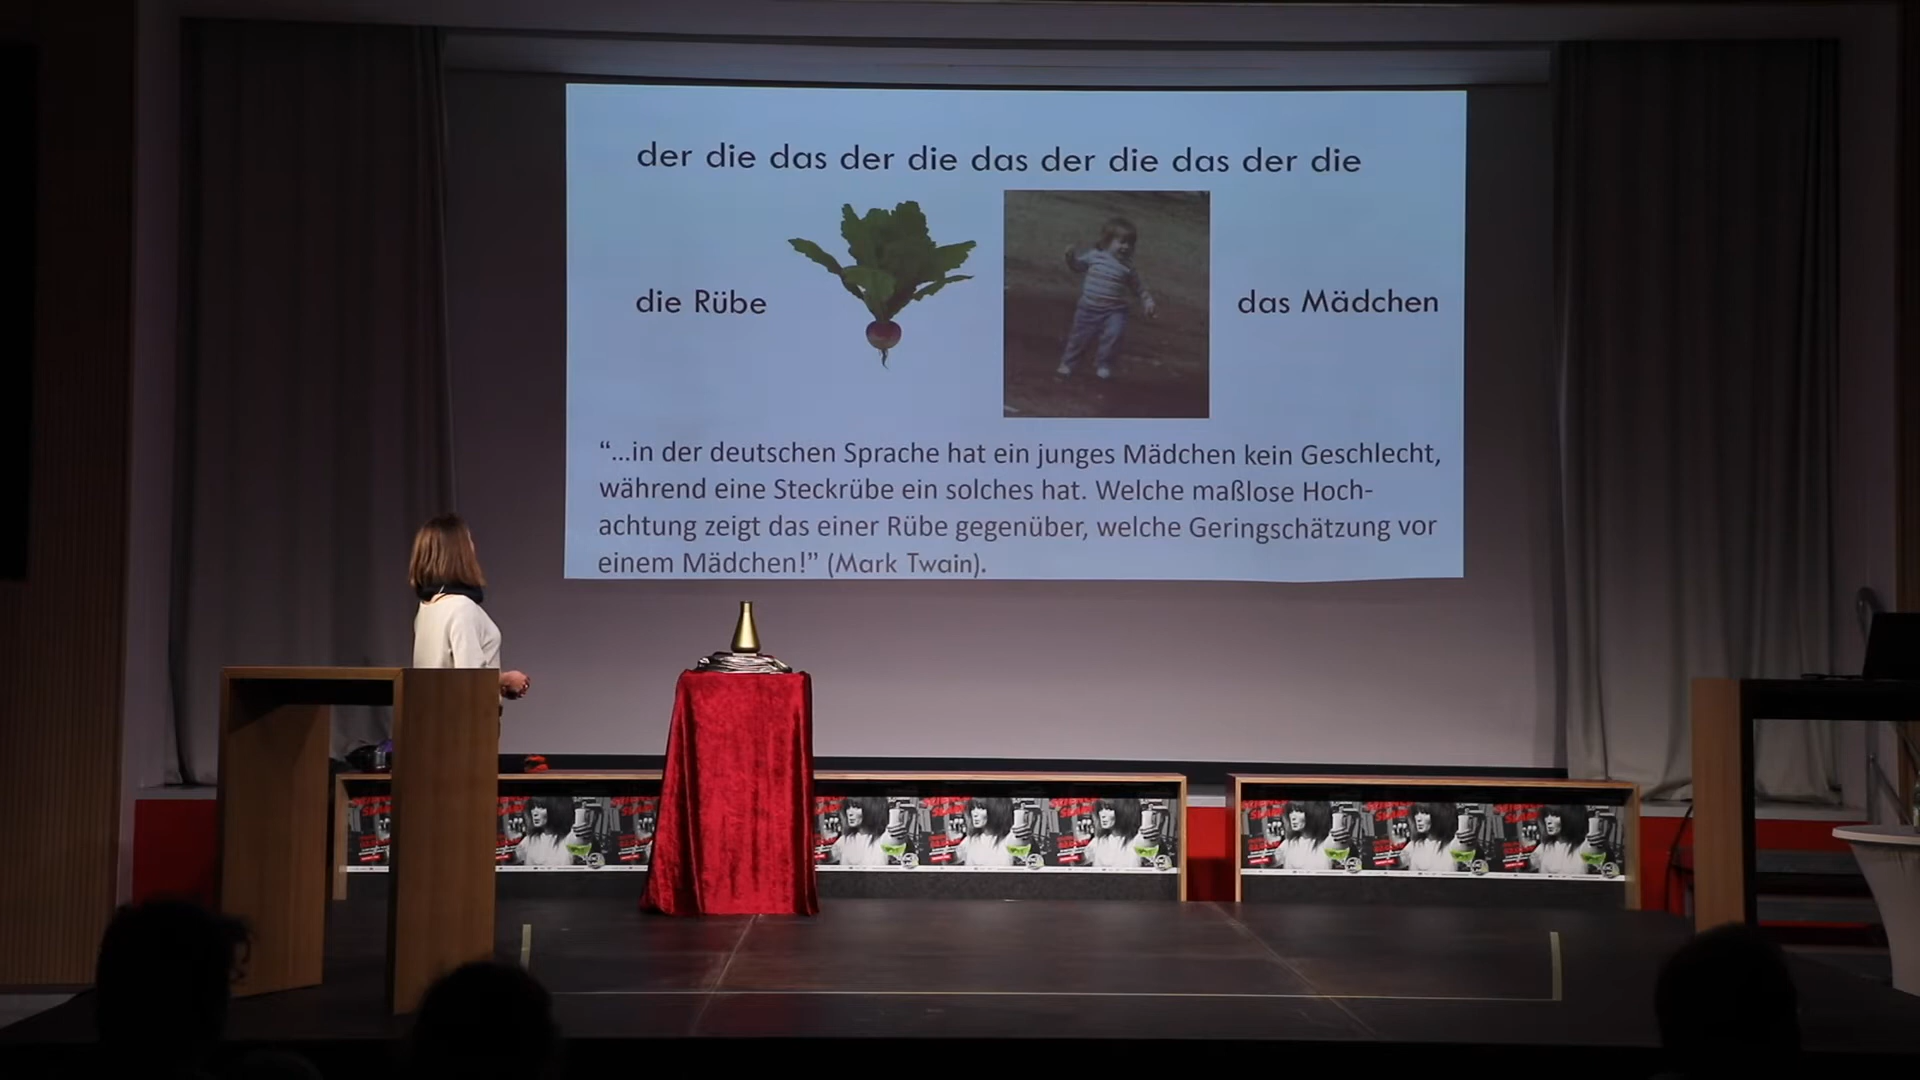 der die das der die das der die das der die
die Rübe
das Mädchen
“...in der deutschen Sprache hat ein junges Mädchen kein Geschlecht,
während eine Steckrübe ein solches hat. Welche maßlose Hoch-
achtung zeigt das einer Rübe gegenüber, welche Geringschätzung vor
einem Mädchen!” (Mark Twain).